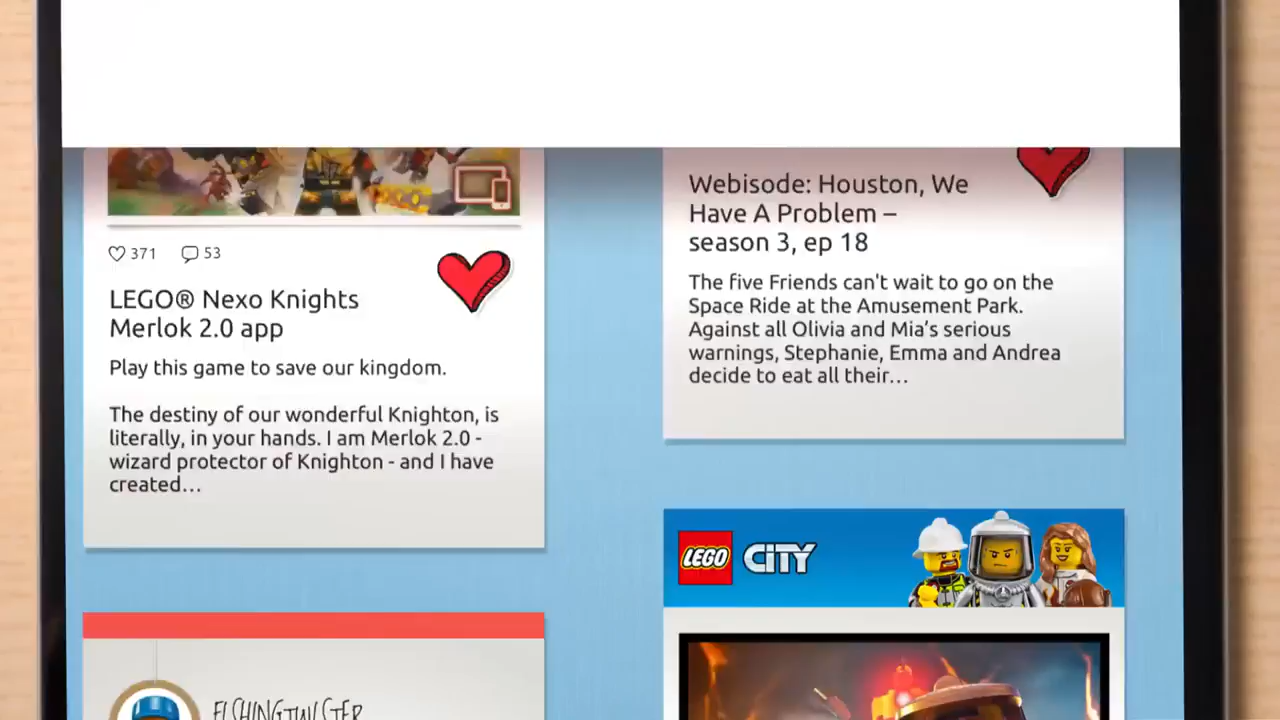 371 53
LEGO® Nexo Knights
Merlok 2.0 app
Play this game to save our kingdom.
The destiny of our wonderful Knighton, is
literally, in your hands. I am Merlok 2.0 -
wizard protector of Knighton - and I have
created…
Webisode: Houston, We
Have A Problem –
season 3, ep 18
The five Friends can't wait to go on the
Space Ride at the Amusement Park.
Against all Olivia and Mia’s serious
warnings, Stephanie, Emma and Andrea
decide to eat all their…
LEGO CITY
FISHINGTWISTER